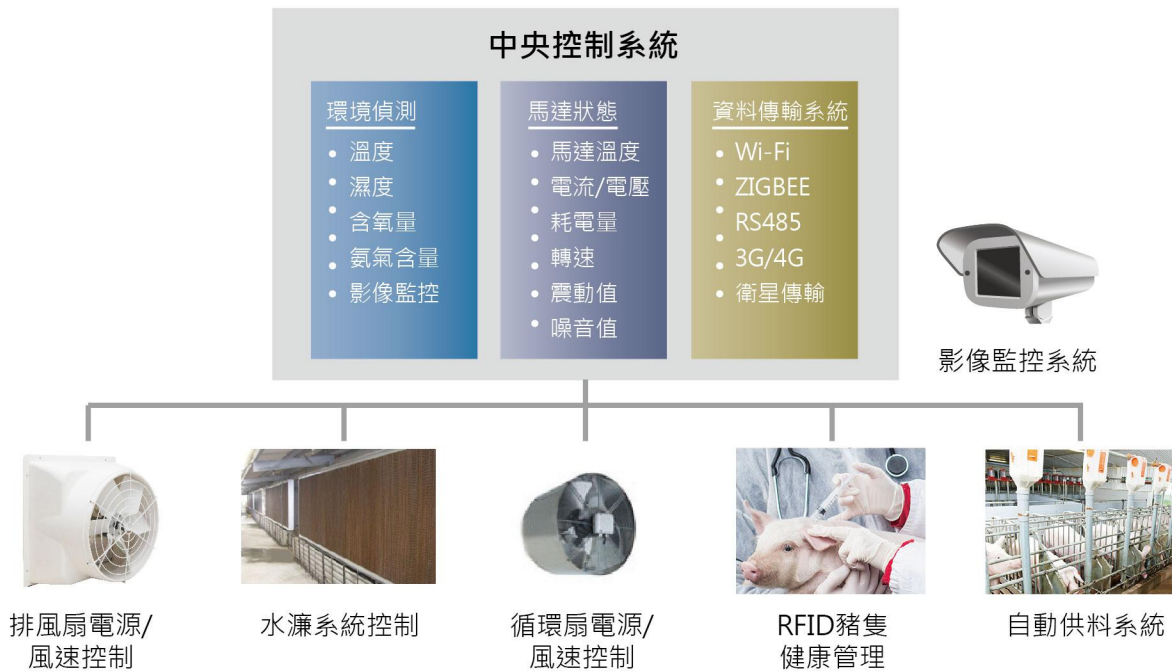 中央控制系統
環境偵測
• 溫度
• 濕度
• 含氧量
• 氨氣含量
• 影像監控
馬達狀態
• 馬達溫度
• 電流/電壓
• 耗電量
• 轉速
• 震動值
• 噪音值
資料傳輸系統
• Wi-Fi
• ZIGBEE
• RS485
• 3G/4G
• 衛星傳輸
影像監控系統
排風扇電源/
風速控制
水濂系統控制
循環扇電源/
風速控制
RFID豬隻
健康管理
自動供料系統